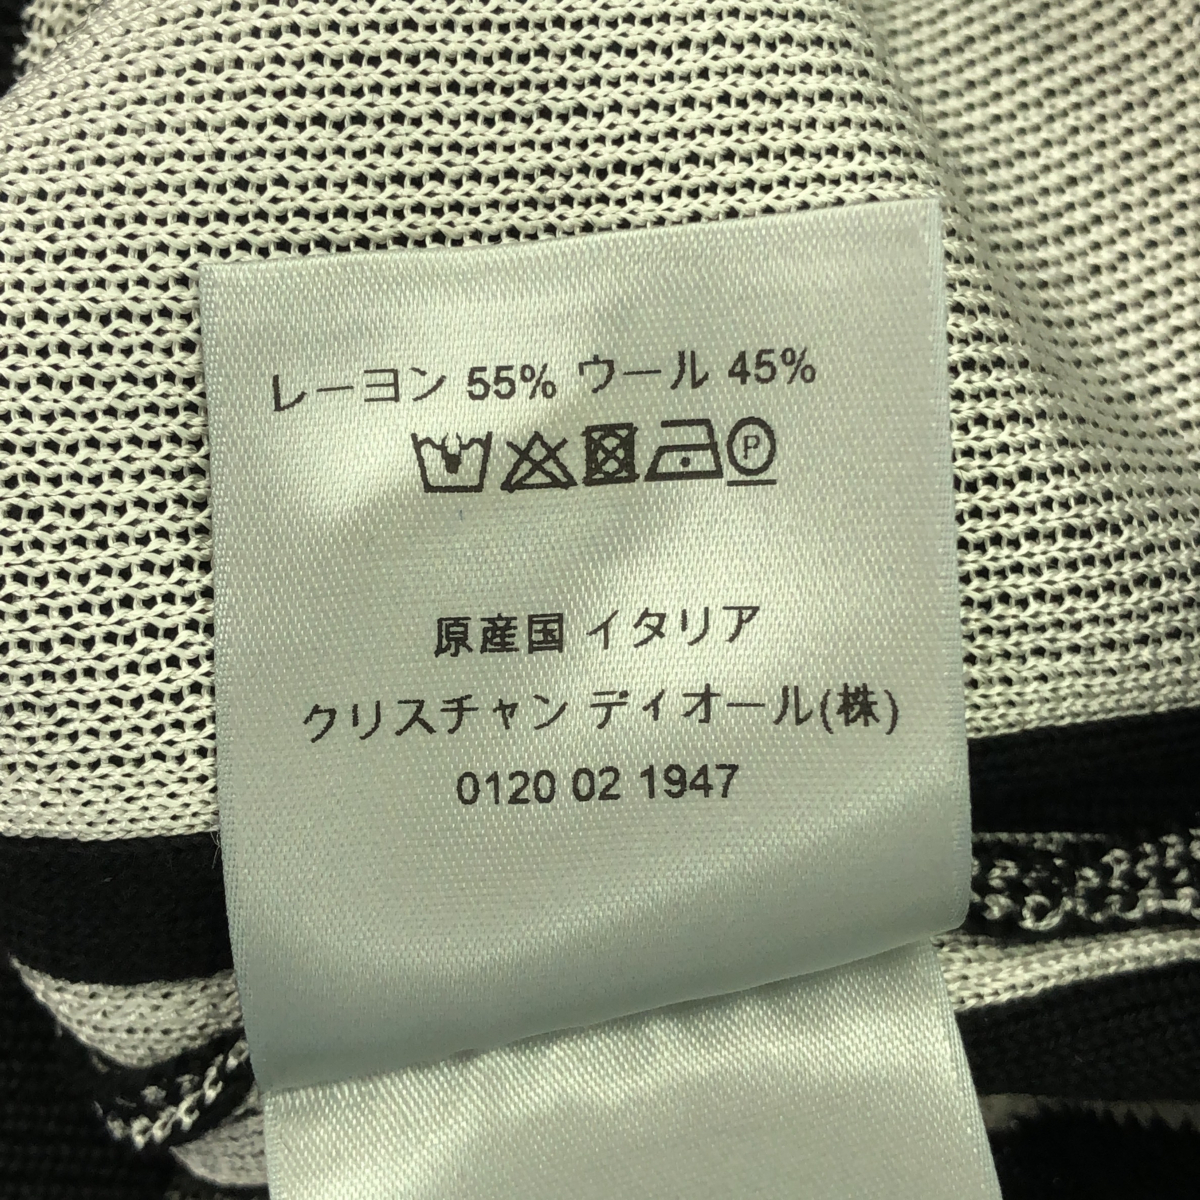 レーヨン 55% ウール 45%
P
原産国 イタリア
クリスチャン ディオール(株)
0120 02 1947